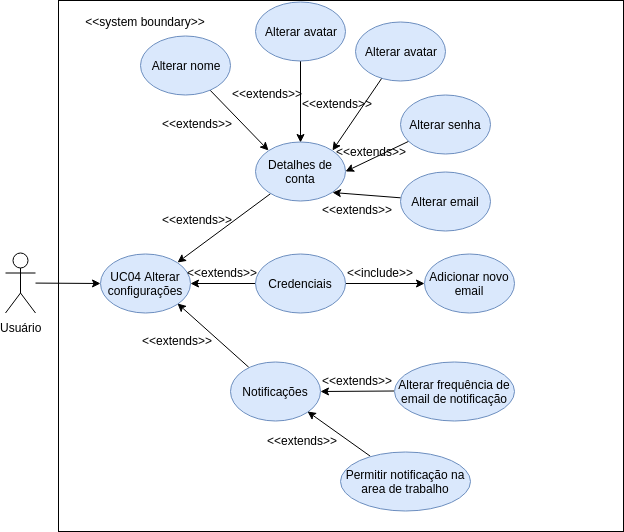 <<system boundary>>
Alterar avatar
Alterar nome
Alterar avatar
<<extends>>
<<extends>>
<<extends>>
Alterar senha
<<extends>>
Detalhes de
conta
Alterar email
<<extends>>
<<extends>>
UC04 Alterar
configurações
<<extends>>
Credenciais
<<include>>
Adicionar novo
email
Usuário
<<extends>>
Notificações
<<extends>>
Alterar frequência de
email de notificação
<<extends>>
Permitir notificação na
area de trabalho